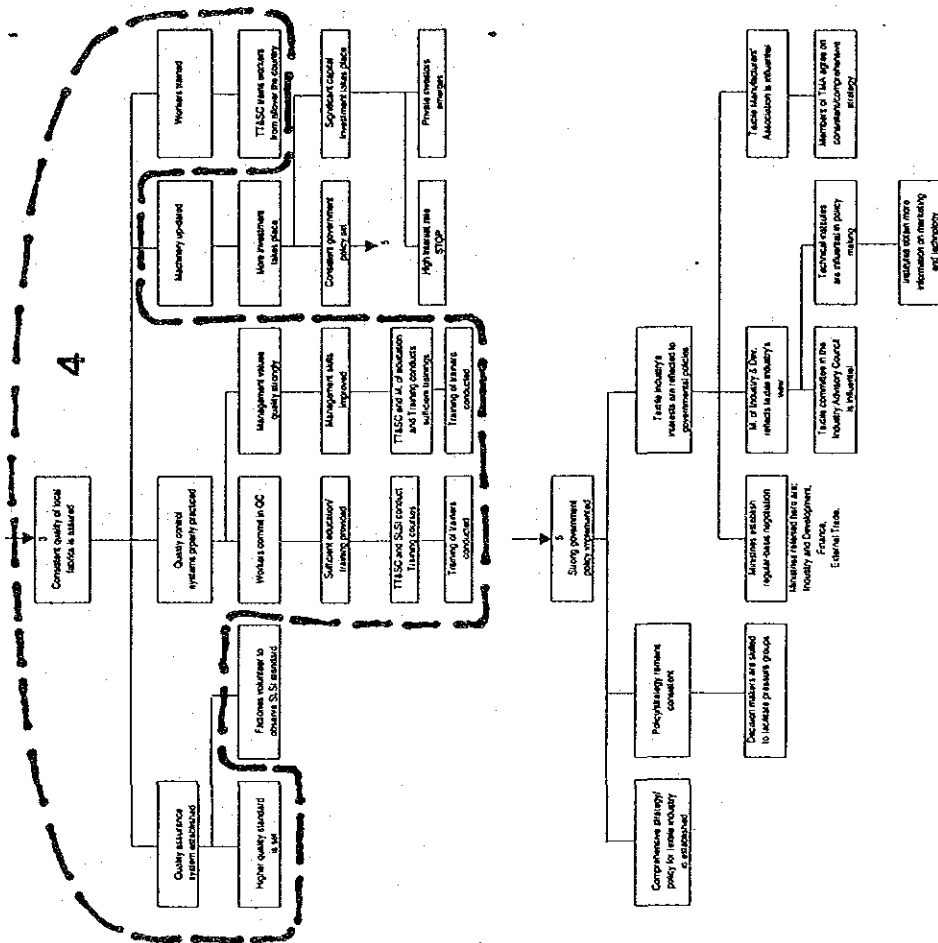 3
4
3
Consistent quality of local
fabrics is assured
Quality assurance
system established
Quality control
systems properly practiced
Machinery up-dated
Workers trained
Higher quality standard
is set
Factories volunteer to
observe SLSI standard
Workers commit in QC
Management values
quality strongly
More investment
takes place
TT&SC trains workers
from allover the country
Sufficient education/
training provided
Management skills
improved
Consistent government
policy set
Significant capital
investment takes place
5
TT&SC and SLSI conduct
Training courses
TT&SC and M. of education
and Training conducts
sufficient trainings
High interest rate
STOP
Private investors
emerges
Training of trainers
conducted
Training of trainers
conducted
4
5
Strong government
policy implemented
Comprehensive strategy/
policy for textile industry
is established
Policy/strategy remains
consistent
Textile industry's
interests are reflected to
governmental policies
Decision makers are skilled
to facilitate pressure groups
Ministries establish
regular-basis negotiation
Ministries referred here are:
Industry and Development,
Finance,
External Trade.
M. of Industry & Dev.
reflects textile industry's
view
Textile Manufacturers'
Association is influential
Textile committee in the
Industry Advisory Council
is influential
Technical institutes
are influential in policy
making
Members of TMA agree on
consistent/comprehensive
strategy
Institutes obtain more
information on marketing
and technology